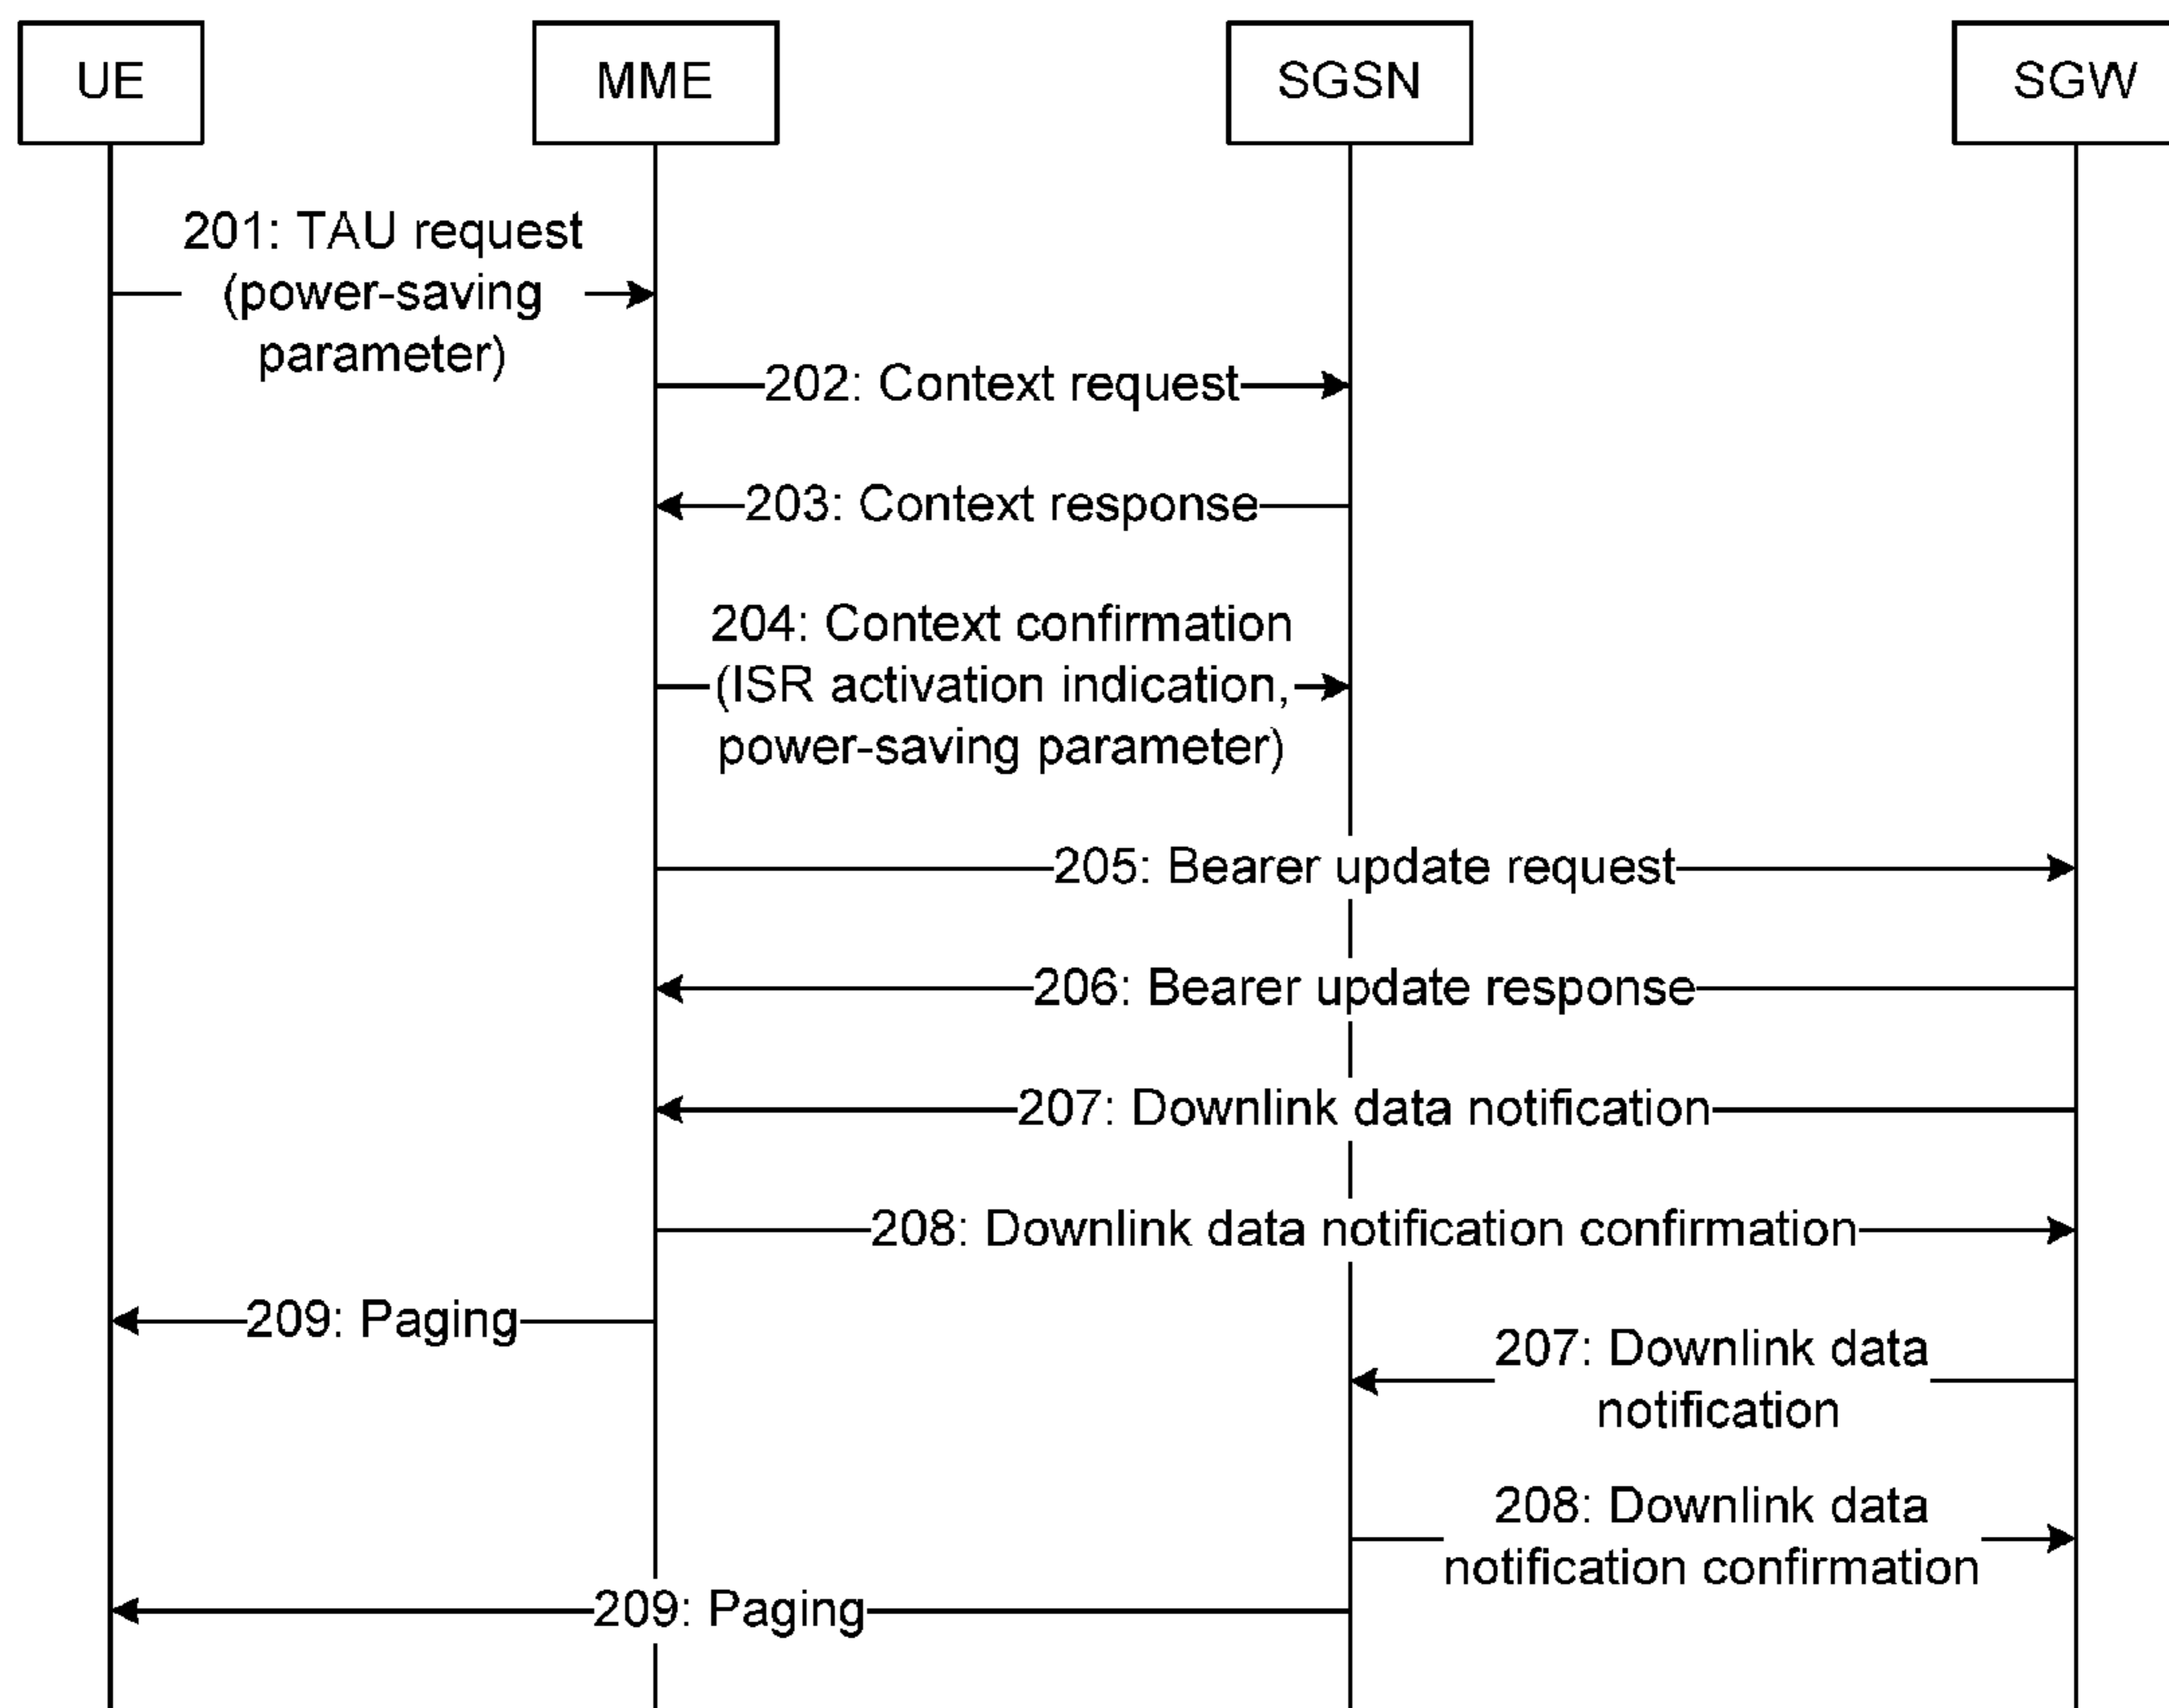 UE
MME
SGSN
SGW
201: TAU request
(power-saving
parameter)
202: Context request
203: Context response
204: Context confirmation
(ISR activation indication,
power-saving parameter)
205: Bearer update request
206: Bearer update response
207: Downlink data notification
208: Downlink data notification confirmation
209: Paging
207: Downlink data
notification
208: Downlink data
notification confirmation
209: Paging